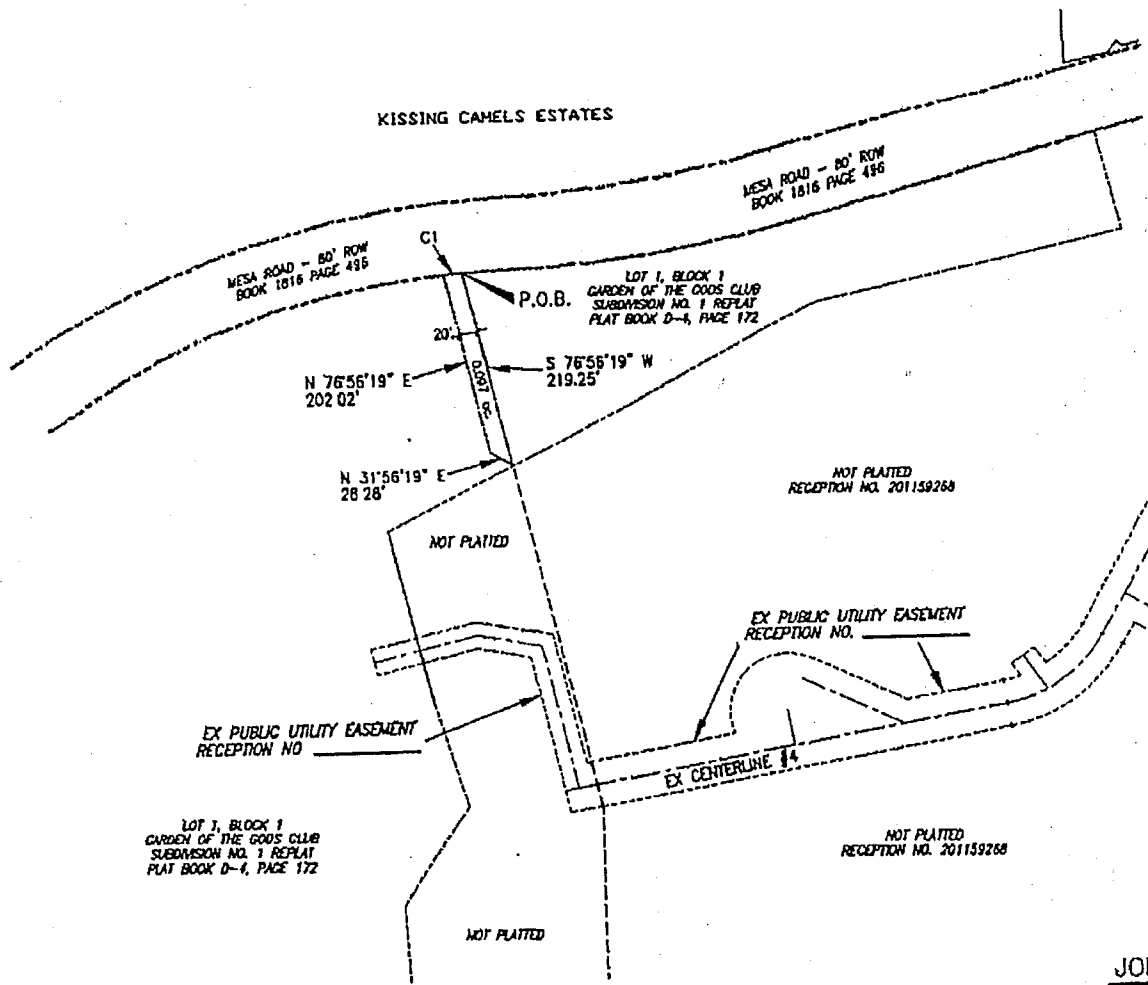 KISSING CAMELS ESTATES
MESA ROAD - 80' ROW
BOOK 1816 PAGE 496
MESA ROAD - 80' ROW
BOOK 1816 PAGE 496
C1
P.O.B.
LOT 1, BLOCK 1
GARDEN OF THE GODS CLUB
SUBDIVISION NO. 1 REPLAT
PLAT BOOK D-4, PAGE 172
20'
N 76°56'19" E
202.02'
0.097 ac
S 76°56'19" W
219.25'
N 31°56'19" E
28.28'
NOT PLATTED
RECEPTION NO. 201159268
NOT PLATTED
EX PUBLIC UTILITY EASEMENT
RECEPTION NO.
EX PUBLIC UTILITY EASEMENT
RECEPTION NO
EX CENTERLINE #4
LOT 1, BLOCK 1
GARDEN OF THE GODS CLUB
SUBDIVISION NO. 1 REPLAT
PLAT BOOK D-4, PAGE 172
NOT PLATTED
RECEPTION NO. 201159268
NOT PLATTED